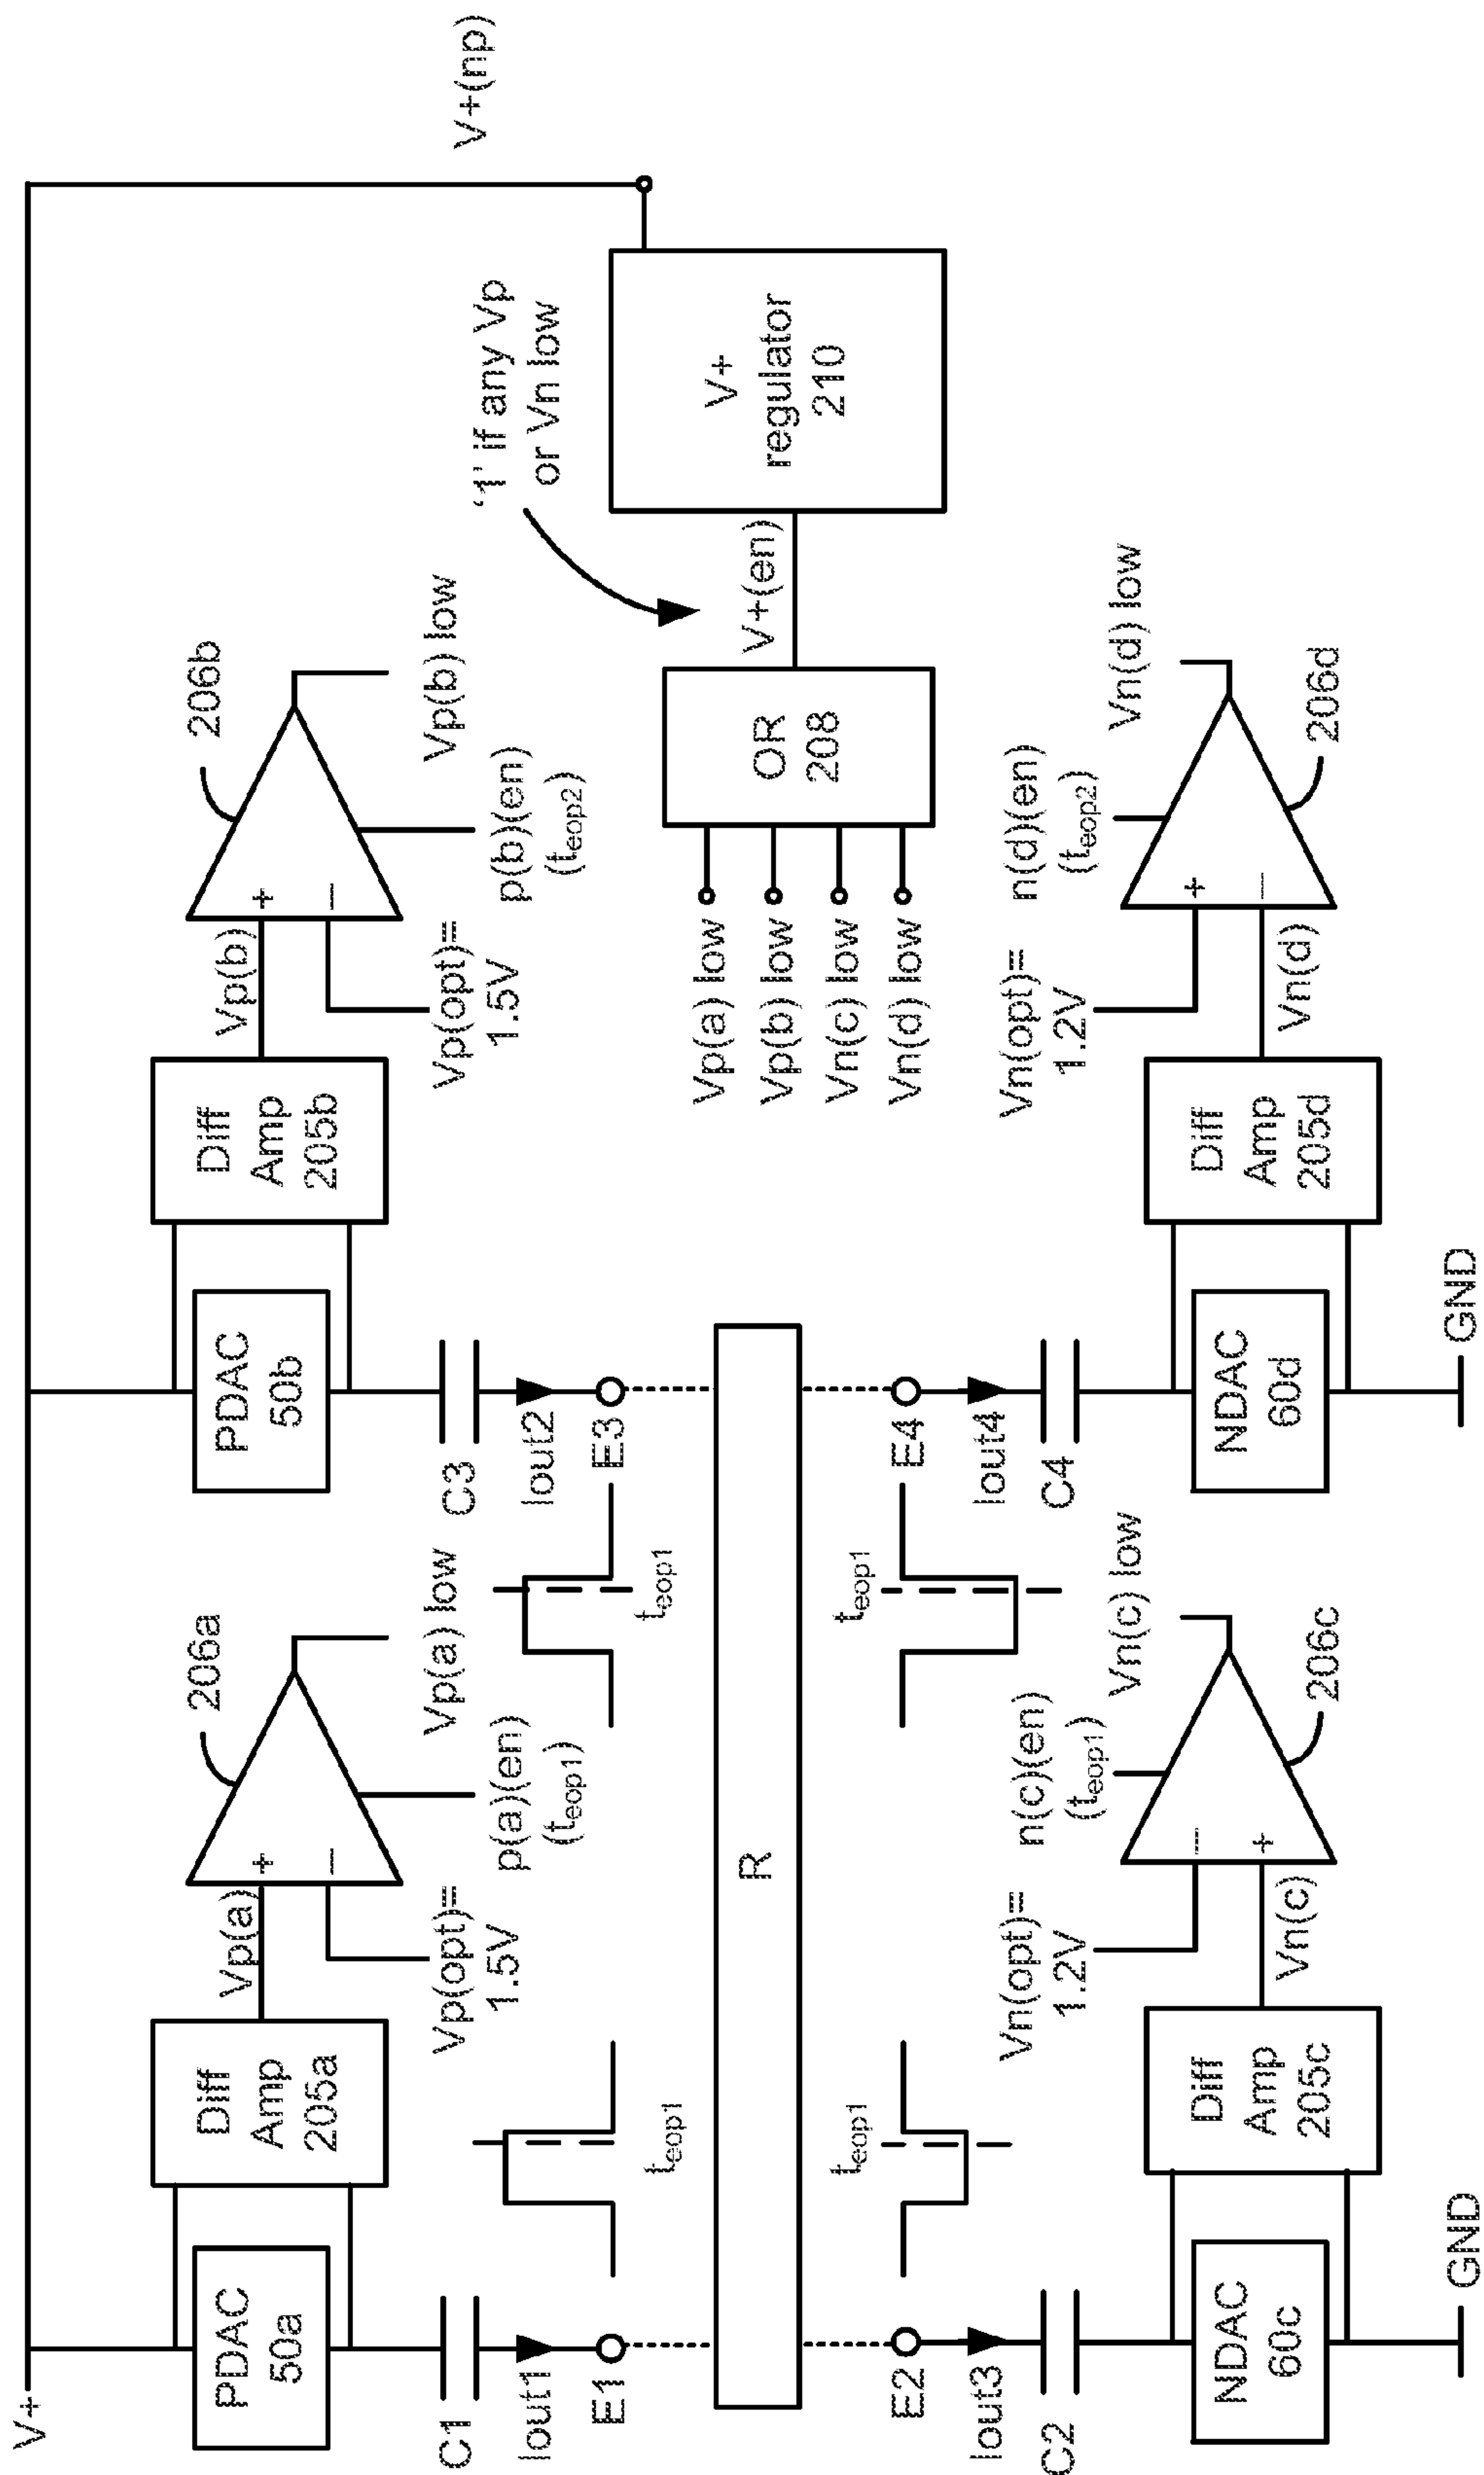 V+
V+(np)
PDAC
50a
Diff
Amp
205a
Vp(a)
+
–
206a
Vp(opt)=
1.5V
p(a)(en)
(teop1)
Vp(a) low
PDAC
50b
Diff
Amp
205b
Vp(b)
+
–
206b
Vp(opt)=
1.5V
p(b)(en)
(teop2)
Vp(b) low
C1
Iout1
E1
teop1
C3
Iout2
E3
teop1
'1' if any Vp
or Vn low
Vp(a) low
Vp(b) low
Vn(c) low
Vn(d) low
OR
208
V+(en)
V+
regulator
210
R
E2
Iout3
C2
teop1
E4
Iout4
C4
teop1
NDAC
60c
Diff
Amp
205c
Vn(opt)=
1.2V
Vn(c)
–
+
n(c)(en)
(teop1)
Vn(c) low
206c
GND
NDAC
60d
Diff
Amp
205d
Vn(opt)=
1.2V
Vn(d)
+
–
n(d)(en)
(teop2)
Vn(d) low
206d
GND